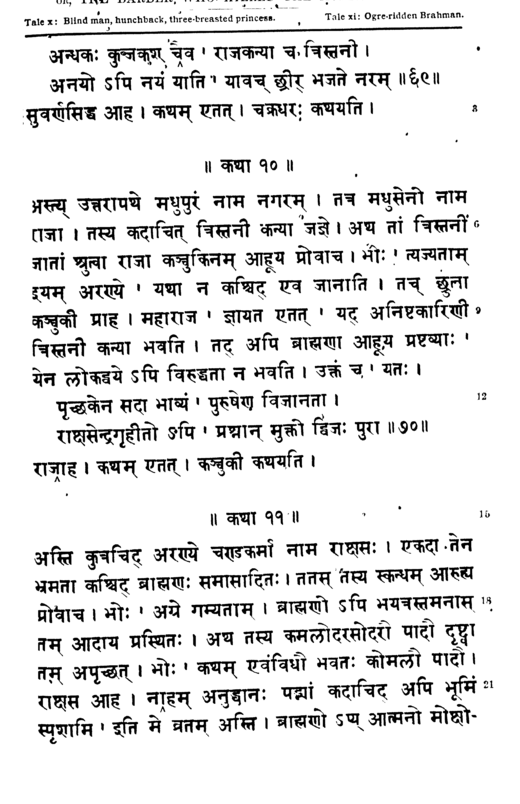 Tale x: Blind man, hunchback, three-breasted princess. Tale xi: Ogre-ridden Brahman.
अन्धकः कुब्जकश् चैव ' राजकन्या च त्रिस्तनी ।
अनयो ऽपि नयं याति ' यावच् छ्रीर् भजते नरम् ॥६९॥
सुवर्णसिद्ध आह । कथम् एतत् । चक्रधरः कथयति । 3
॥ कथा १० ॥
अस्त्य् उत्तरापथे मधुपुरं नाम नगरम् । तत्र मधुसेनो नाम
राजा । तस्य कदाचित् त्रिस्तनी कन्या जज्ञे । अथ तां त्रिस्तनीं 6
जातां श्रुत्वा राजा कञ्चुकिनम् आहूय प्रोवाच । भोः ' त्यज्यताम्
इयम् अरण्ये ' यथा न कश्चिद् एव जानाति । तच् छ्रुत्वा
कञ्चुकी प्राह । महाराज ' ज्ञायत एतत् ' यद् अनिष्टकारिणी 9
त्रिस्तनी कन्या भवति । तद् अपि ब्राह्मणा आहूय प्रष्टव्याः '
येन लोकद्वये ऽपि विरुद्धता न भवति । उक्तं च ' यतः ।
पृच्छकेन सदा भाव्यं ' पुरुषेण विजानता । 12
राक्षसेन्द्रगृहीतो ऽपि ' प्रश्नान् मुक्तो द्विजः पुरा ॥७०॥
राजाह । कथम् एतत् । कञ्चुकी कथयति ।
॥ कथा ११ ॥ 15
अस्ति कुत्रचिद् अरण्ये चण्डकर्मा नाम राक्षसः । एकदा तेन
भ्रमता कश्चिद् ब्राह्मणः समासादितः । ततस् तस्य स्कन्धम् आरुह्य
प्रोवाच । भोः ' अग्रे गम्यताम् । ब्राह्मणो ऽपि भयत्रस्तमनास् 18
तम् आदाय प्रस्थितः । अथ तस्य कमलोदरसोदरौ पादौ दृष्ट्वा
तम् अपृच्छत् । भोः ' कथम् एवंविधौ भवतः कोमलौ पादौ ।
राक्षस आह । नाहम् अनुद्वानः पद्भ्यां कदाचिद् अपि भूमिं 21
स्पृशामि ' इति मे व्रतम् अस्ति । ब्राह्मणो ऽप्य् आत्मनो मोक्षो-